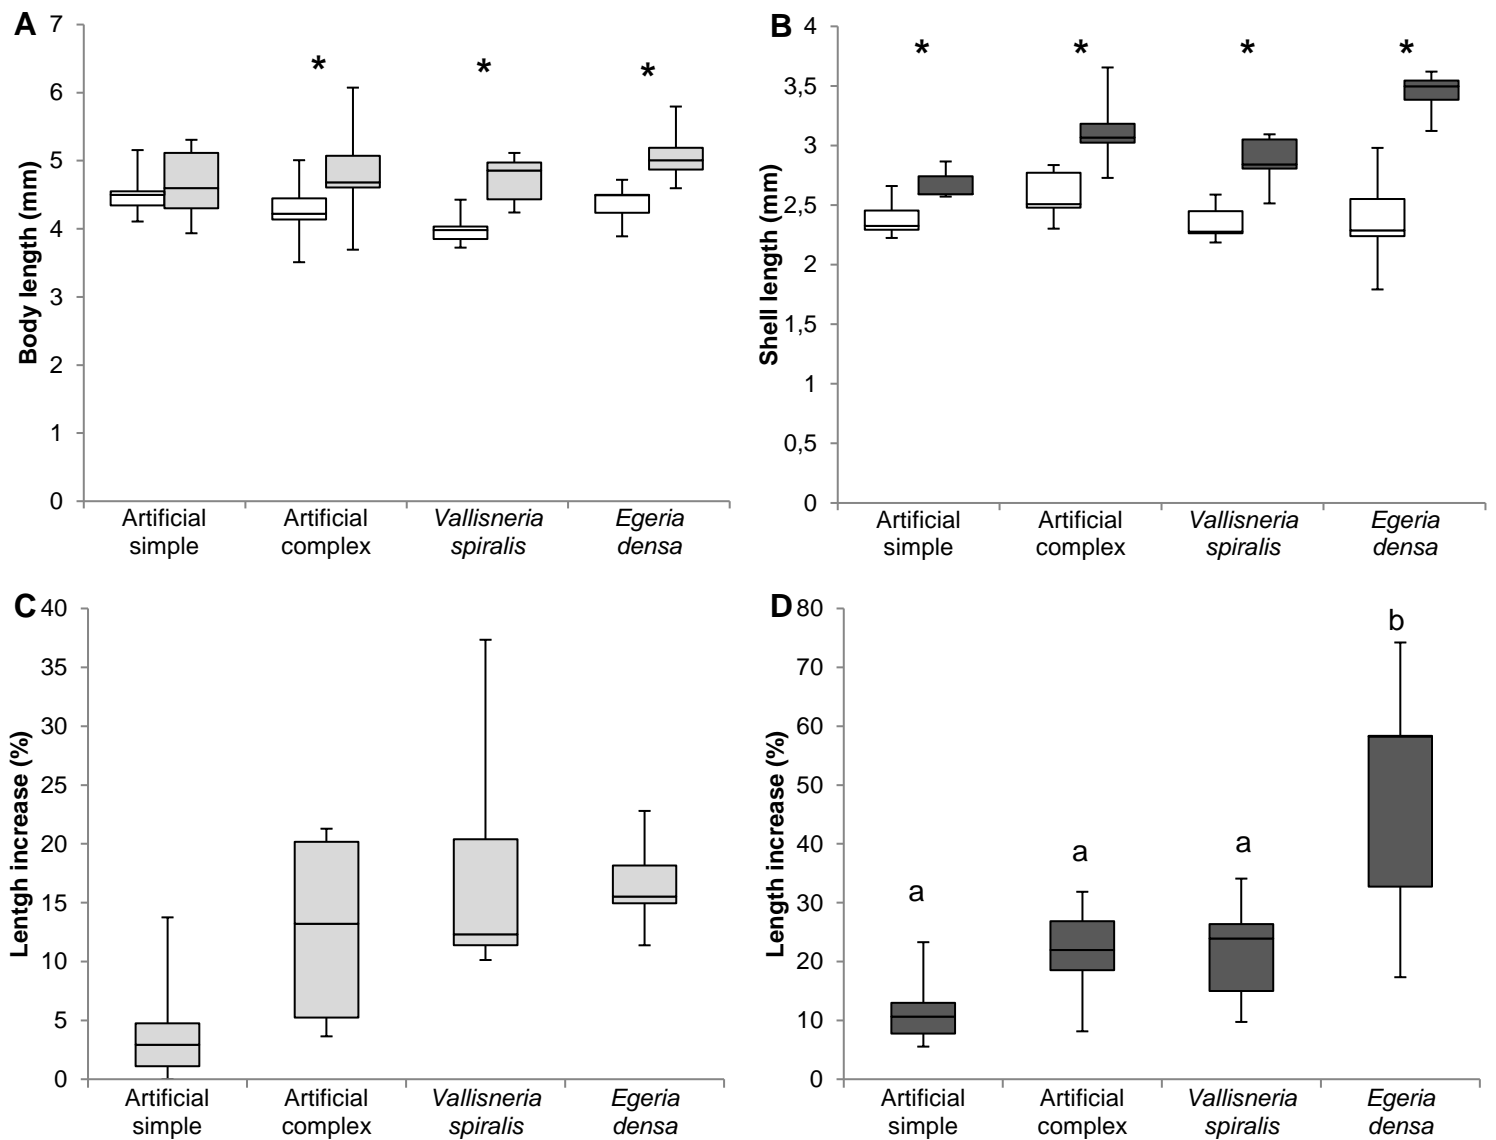 A
Body length (mm)
7
6
5
4
3
2
1
0
*
*
*
Artificial
simple
Artificial
complex
Vallisneria
spiralis
Egeria
densa
B
Shell length (mm)
4
3,5
3
2,5
2
1,5
1
0,5
0
*
*
*
*
Artificial
simple
Artificial
complex
Vallisneria
spiralis
Egeria
densa
C
Lentgh increase (%)
40
35
30
25
20
15
10
5
0
Artificial
simple
Artificial
complex
Vallisneria
spiralis
Egeria
densa
D
Length increase (%)
80
70
60
50
40
30
20
10
0
a
a
a
b
Artificial
simple
Artificial
complex
Vallisneria
spiralis
Egeria
densa